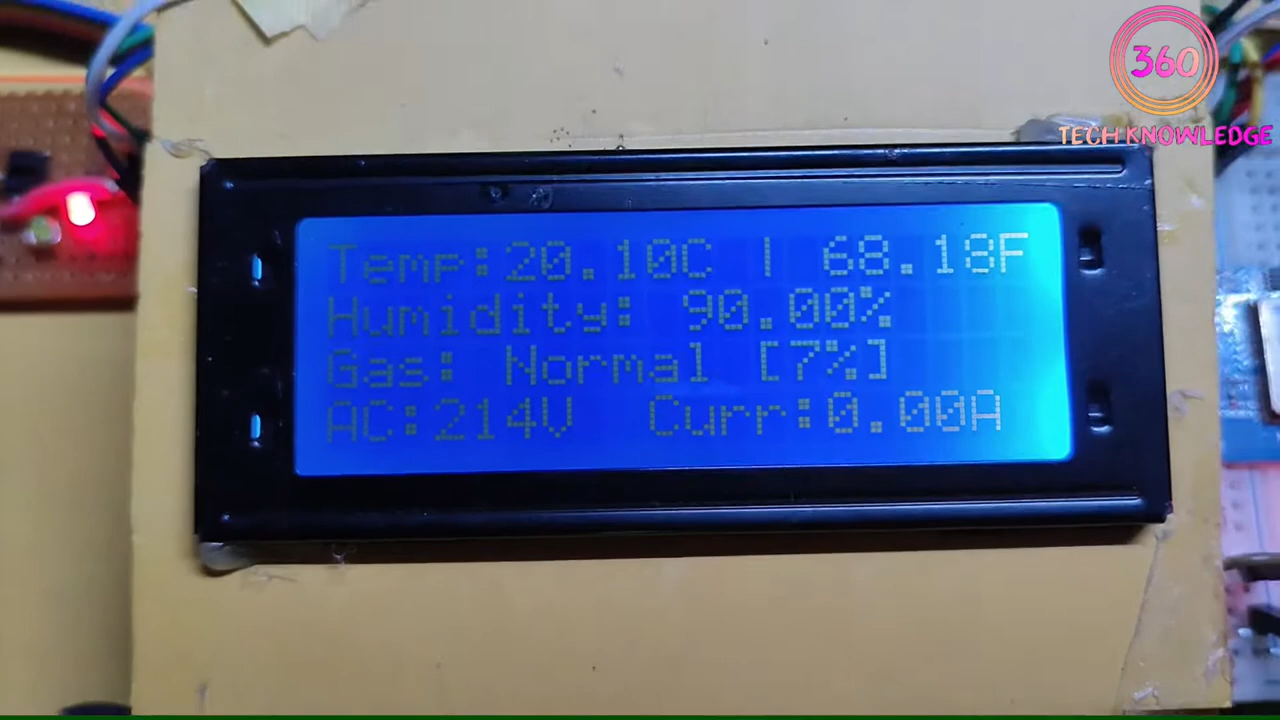 360
TECH KNOWLEDGE
Temp:20.10C | 68.18F
Humidity: 90.00%
Gas: Normal [7%]
AC:214V Curr:0.00A